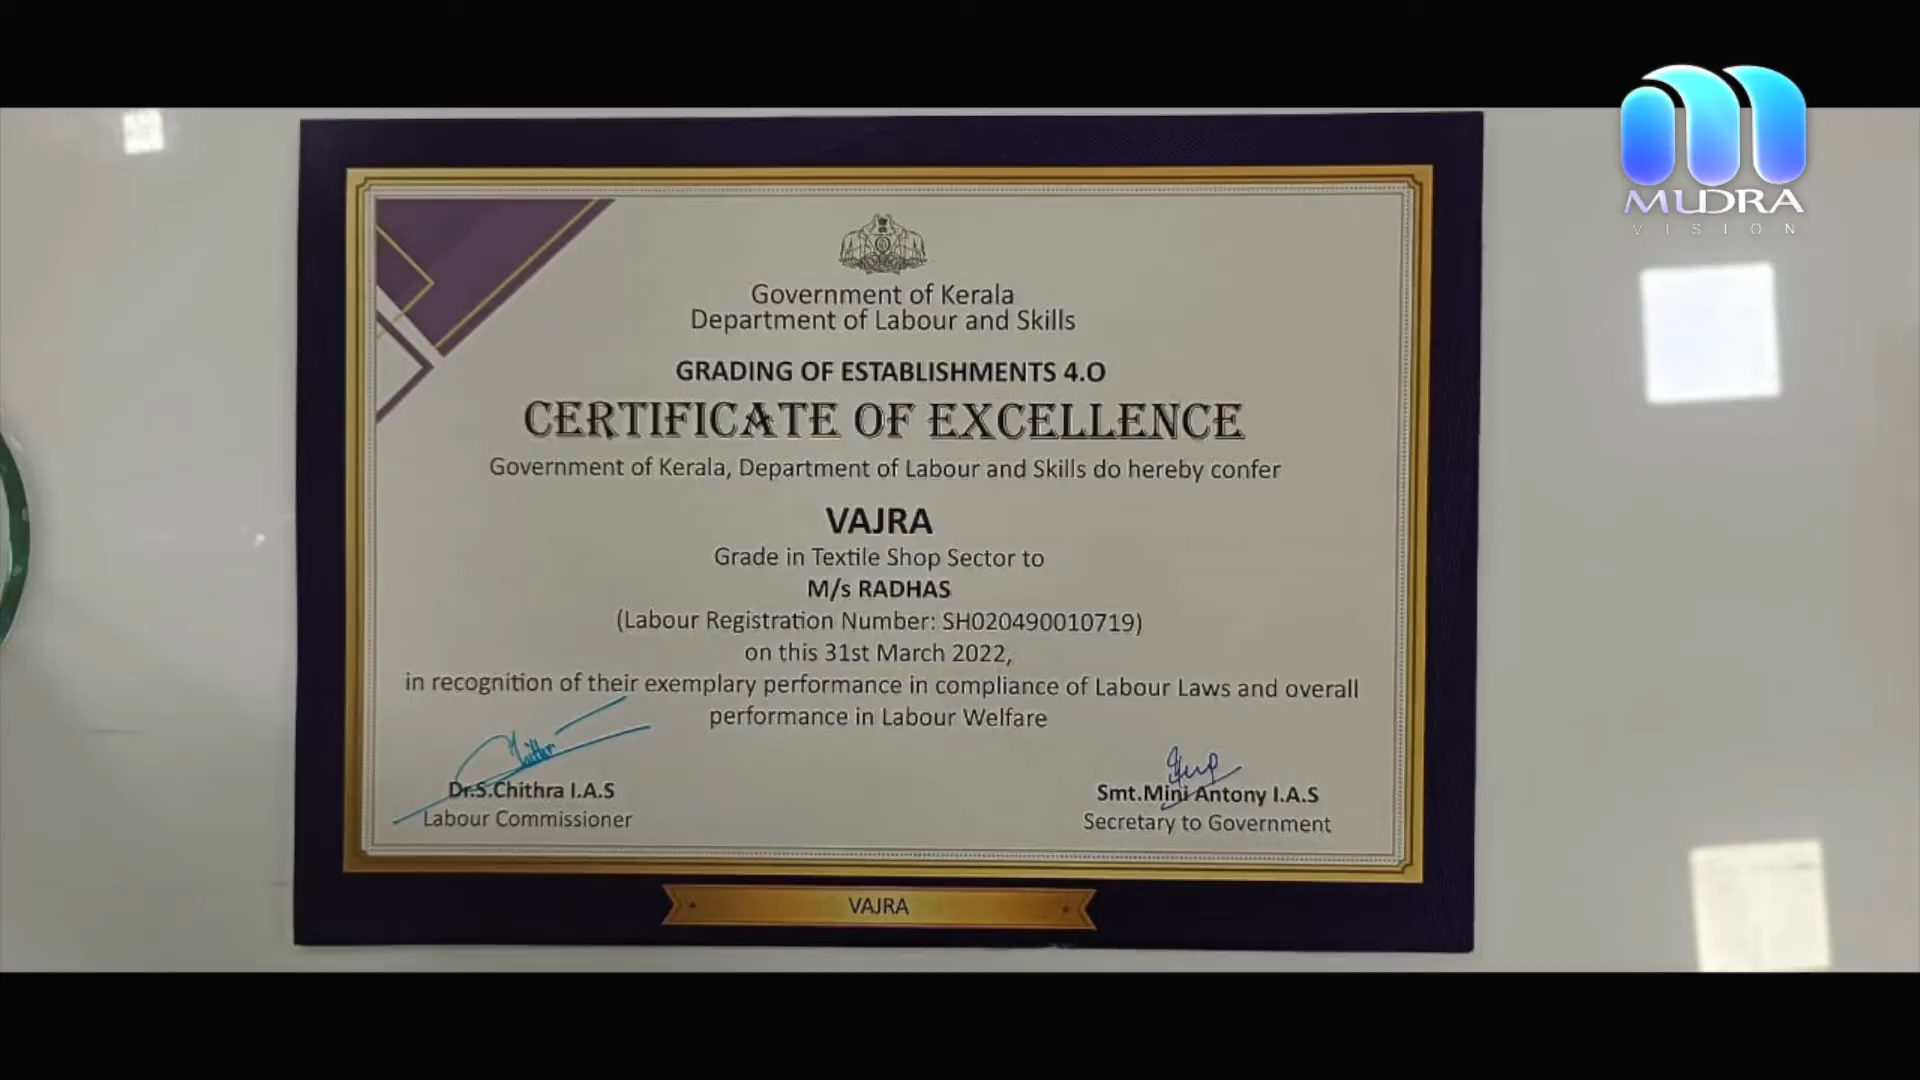 MUDRA
VISION
Government of Kerala
Department of Labour and Skills
GRADING OF ESTABLISHMENTS 4.O
CERTIFICATE OF EXCELLENCE
Government of Kerala, Department of Labour and Skills do hereby confer
VAJRA
Grade in Textile Shop Sector to
M/s RADHAS
(Labour Registration Number: SH020490010719)
on this 31st March 2022,
in recognition of their exemplary performance in compliance of Labour Laws and overall
performance in Labour Welfare
Dr.S.Chithra I.A.S
Labour Commissioner
Smt.Mini Antony I.A.S
Secretary to Government
VAJRA